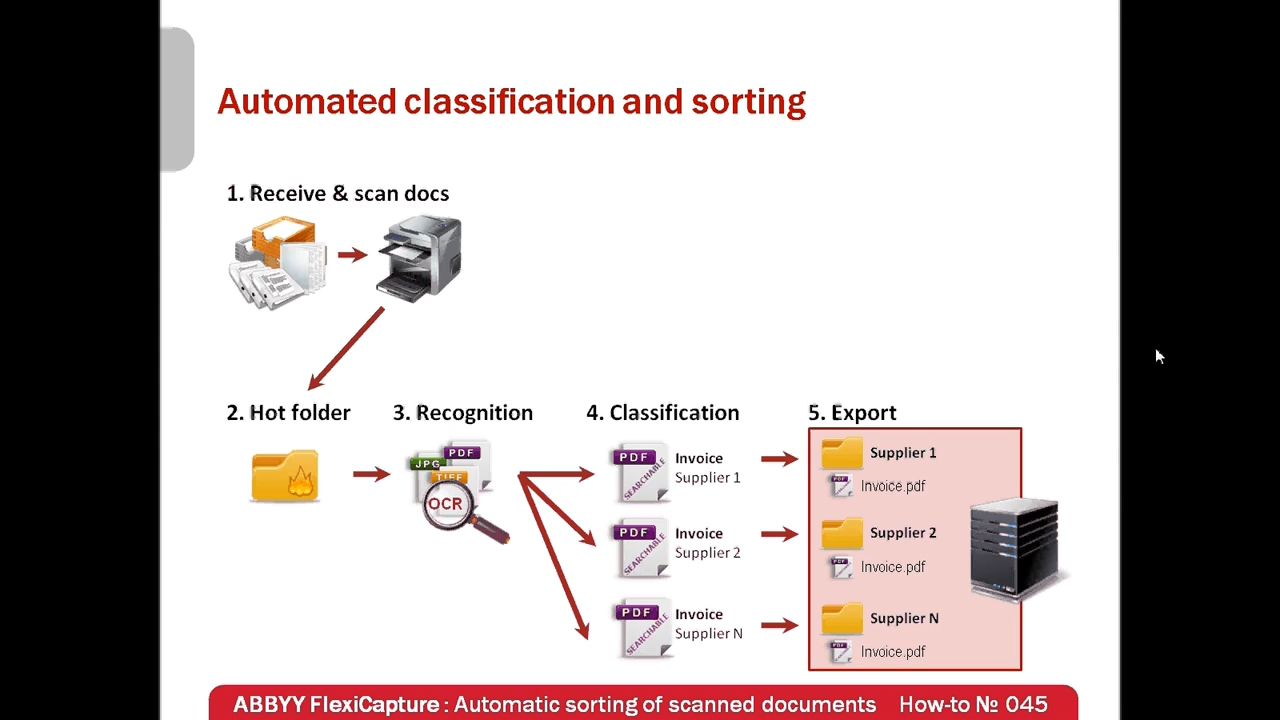 Automated classification and sorting
1. Receive & scan docs
2. Hot folder
3. Recognition
4. Classification
5. Export
PDF
JPG
TIFF
OCR
PDF
SEARCHABLE
Invoice
Supplier 1
PDF
SEARCHABLE
Invoice
Supplier 2
PDF
SEARCHABLE
Invoice
Supplier N
Supplier 1
PDF
Invoice.pdf
Supplier 2
PDF
Invoice.pdf
Supplier N
PDF
Invoice.pdf
ABBYY FlexiCapture : Automatic sorting of scanned documents How-to № 045